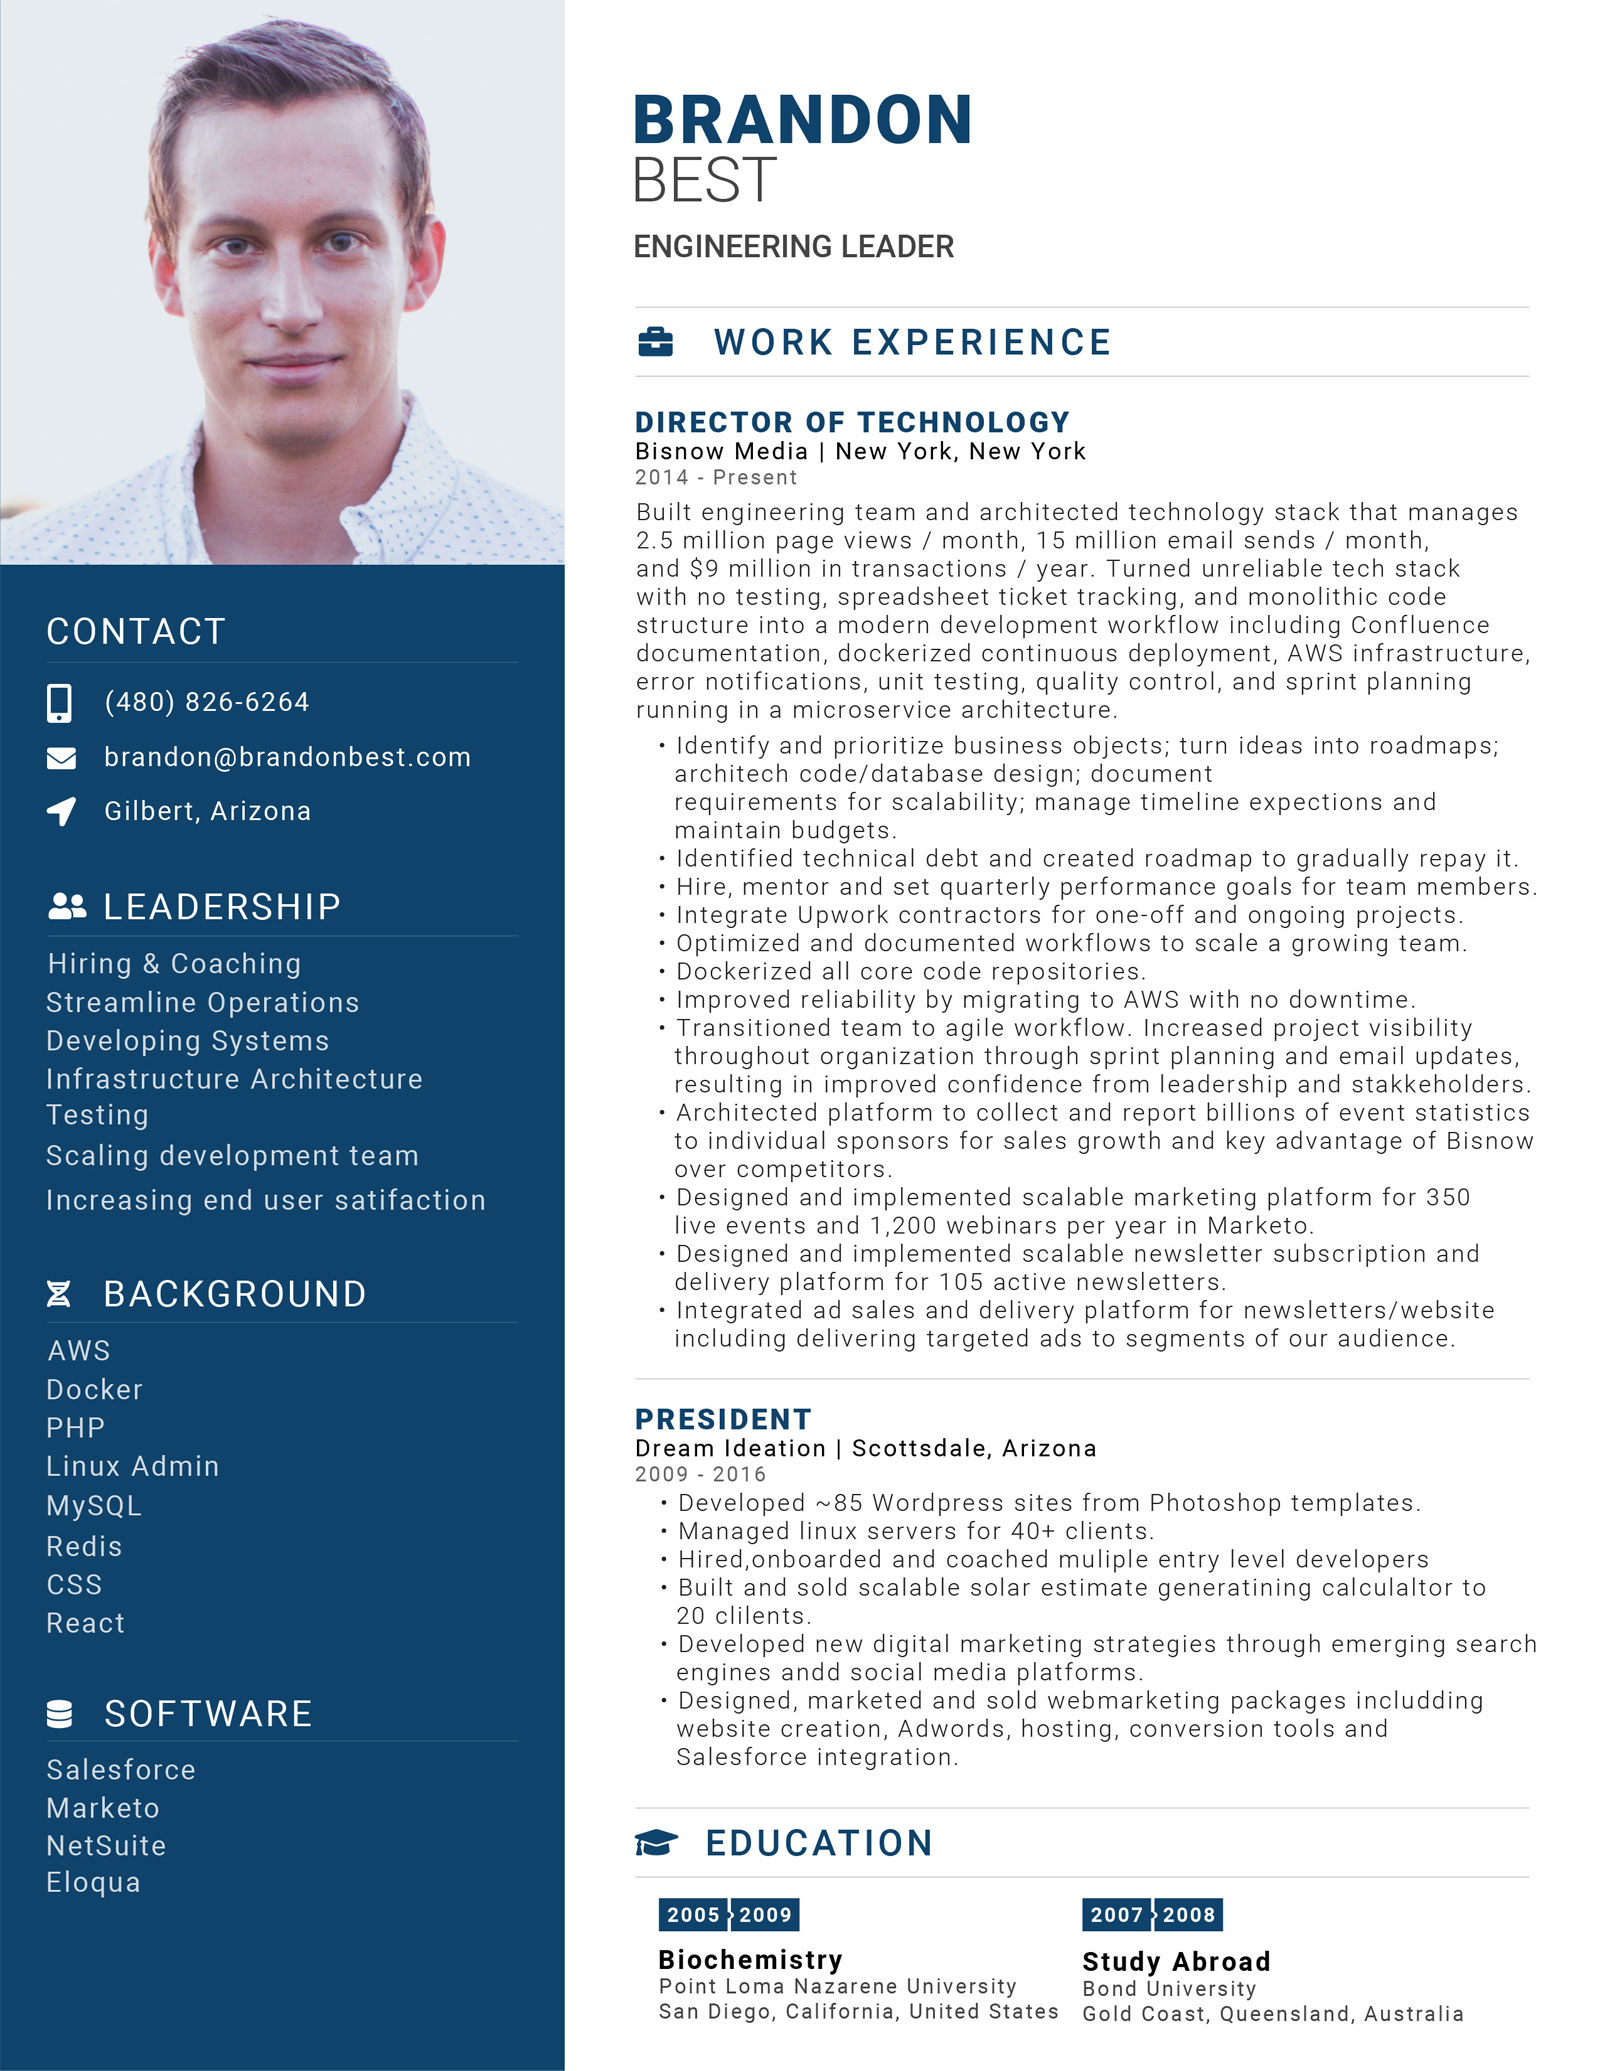 BRANDON
BEST
ENGINEERING LEADER
CONTACT
(480) 826-6264
brandon@brandonbest.com
Gilbert, Arizona
LEADERSHIP
Hiring & Coaching
Streamline Operations
Developing Systems
Infrastructure Architecture
Testing
Scaling development team
Increasing end user satifaction
BACKGROUND
AWS
Docker
PHP
Linux Admin
MySQL
Redis
CSS
React
SOFTWARE
Salesforce
Marketo
NetSuite
Eloqua
WORK EXPERIENCE
DIRECTOR OF TECHNOLOGY
Bisnow Media | New York, New York
2014 - Present
Built engineering team and architected technology stack that manages
2.5 million page views / month, 15 million email sends / month,
and $9 million in transactions / year. Turned unreliable tech stack
with no testing, spreadsheet ticket tracking, and monolithic code
structure into a modern development workflow including Confluence
documentation, dockerized continuous deployment, AWS infrastructure,
error notifications, unit testing, quality control, and sprint planning
running in a microservice architecture.
• Identify and prioritize business objects; turn ideas into roadmaps;
architech code/database design; document
requirements for scalability; manage timeline expections and
maintain budgets.
• Identified technical debt and created roadmap to gradually repay it.
• Hire, mentor and set quarterly performance goals for team members.
• Integrate Upwork contractors for one-off and ongoing projects.
• Optimized and documented workflows to scale a growing team.
• Dockerized all core code repositories.
• Improved reliability by migrating to AWS with no downtime.
• Transitioned team to agile workflow. Increased project visibility
throughout organization through sprint planning and email updates,
resulting in improved confidence from leadership and stakkeholders.
• Architected platform to collect and report billions of event statistics
to individual sponsors for sales growth and key advantage of Bisnow
over competitors.
• Designed and implemented scalable marketing platform for 350
live events and 1,200 webinars per year in Marketo.
• Designed and implemented scalable newsletter subscription and
delivery platform for 105 active newsletters.
• Integrated ad sales and delivery platform for newsletters/website
including delivering targeted ads to segments of our audience.
PRESIDENT
Dream Ideation | Scottsdale, Arizona
2009 - 2016
• Developed ~85 Wordpress sites from Photoshop templates.
• Managed linux servers for 40+ clients.
• Hired,onboarded and coached muliple entry level developers
• Built and sold scalable solar estimate generatining calculaltor to
20 clilents.
• Developed new digital marketing strategies through emerging search
engines andd social media platforms.
• Designed, marketed and sold webmarketing packages includding
website creation, Adwords, hosting, conversion tools and
Salesforce integration.
EDUCATION
2005 2009
Biochemistry
Point Loma Nazarene University
San Diego, California, United States
2007 2008
Study Abroad
Bond University
Gold Coast, Queensland, Australia